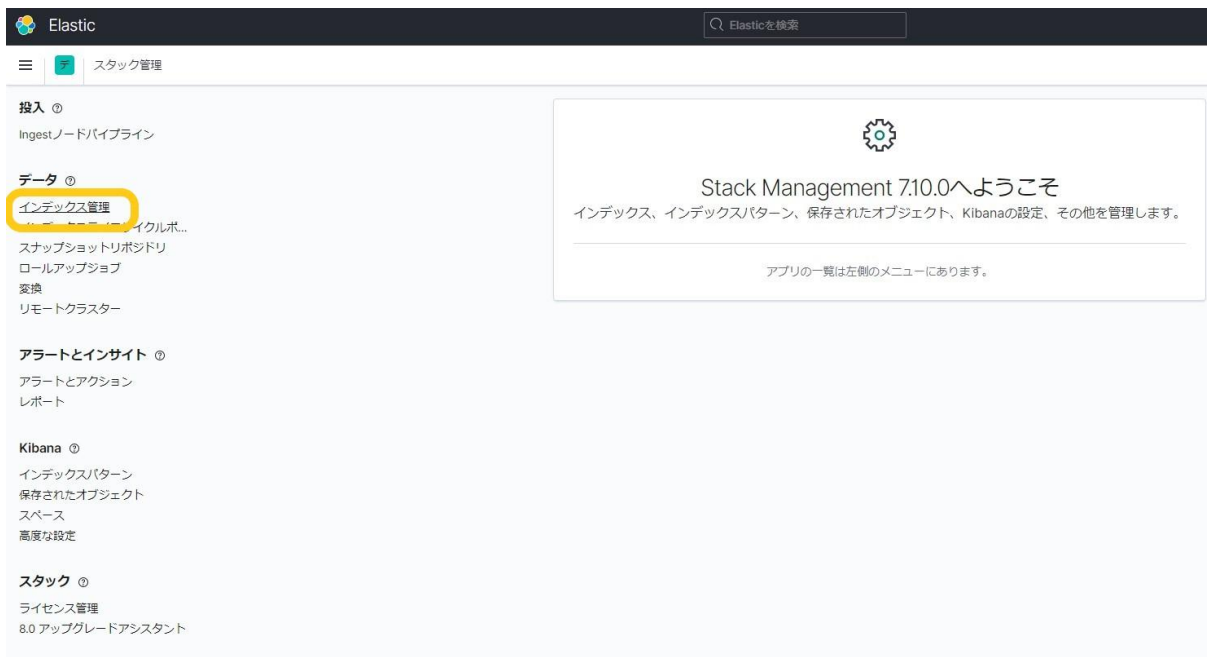 Elastic
Elasticを検索
デ
スタック管理
投入
Ingestノードパイプライン
データ
インデックス管理
イクルポ...
スナップショットリポジトリ
ロールアップジョブ
変換
リモートクラスター
アラートとインサイト
アラートとアクション
レポート
Kibana
インデックスパターン
保存されたオブジェクト
スペース
高度な設定
スタック
ライセンス管理
8.0 アップグレードアシスタント
Stack Management 7.10.0へようこそ
インデックス、インデックスパターン、保存されたオブジェクト、Kibanaの設定、その他を管理します。
アプリの一覧は左側のメニューにあります。